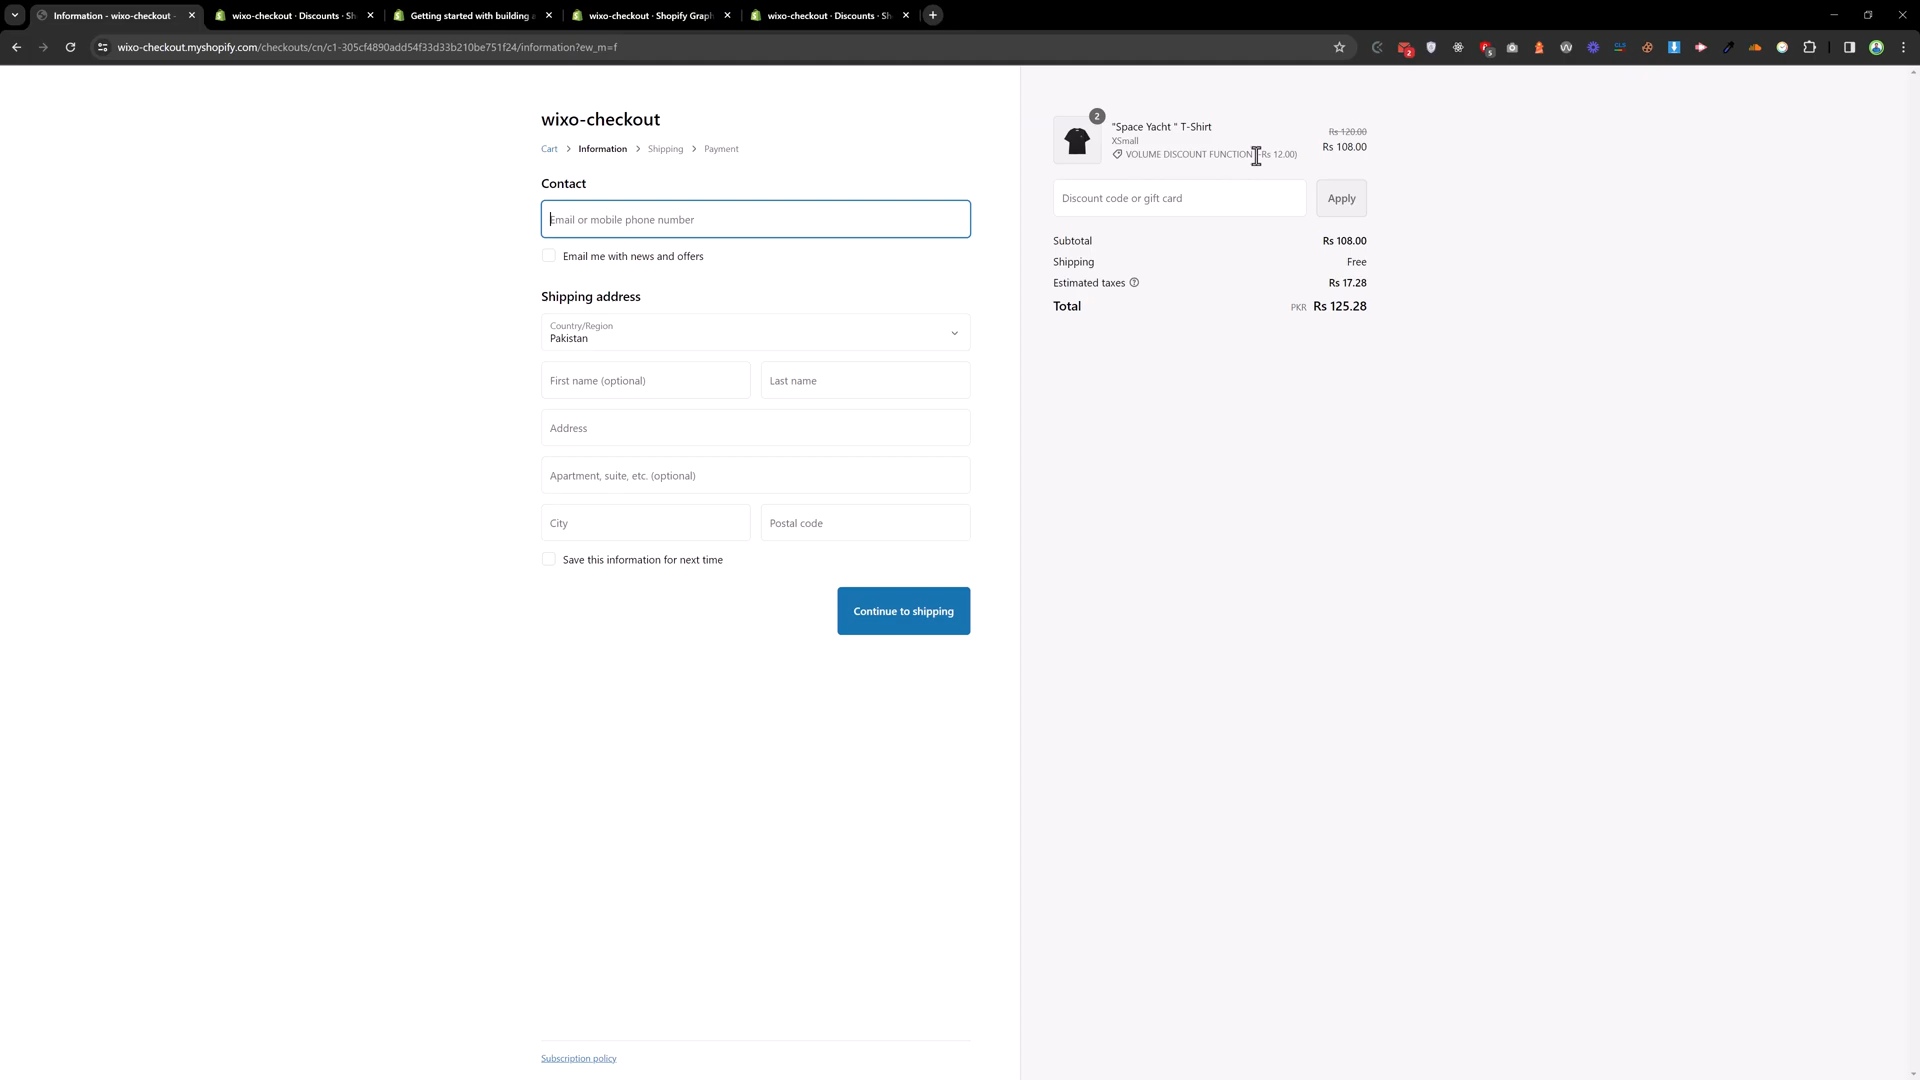 Information - wixo-checkout -
wixo-checkout · Discounts · Sh
Getting started with building a
wixo-checkout · Shopify Graph
wixo-checkout · Discounts · Sh
wixo-checkout.myshopify.com/checkouts/cn/c1-305cf4890add54f33d33b210be751f24/information?ew_m=f
wixo-checkout
Cart > Information > Shipping > Payment
Contact
Email or mobile phone number
Email me with news and offers
Shipping address
Country/Region
Pakistan
First name (optional)
Last name
Address
Apartment, suite, etc. (optional)
City
Postal code
Save this information for next time
Continue to shipping
Subscription policy
2
"Space Yacht " T-Shirt
XSmall
VOLUME DISCOUNT FUNCTION (-Rs 12.00)
Rs 120.00
Rs 108.00
Discount code or gift card
Apply
Subtotal Rs 108.00
Shipping Free
Estimated taxes Rs 17.28
Total PKR Rs 125.28